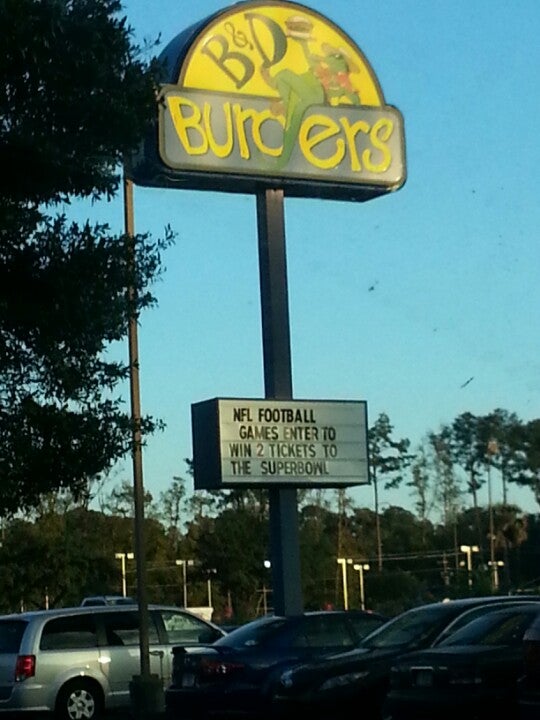 B&D
BURGERS
NFL FOOTBALL
GAMES ENTER TO
WIN 2 TICKETS TO
THE SUPERBOWL